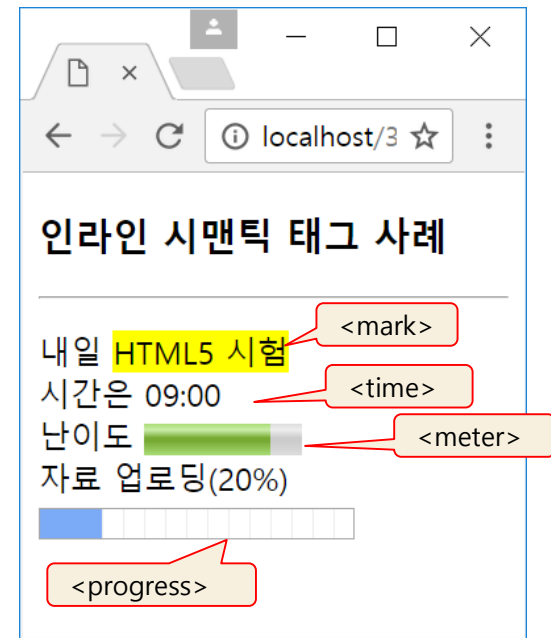 localhost/3
인라인 시맨틱 태그 사례
내일 HTML5 시험
<mark>
시간은 09:00
<time>
난이도
<meter>
자료 업로딩(20%)
<progress>